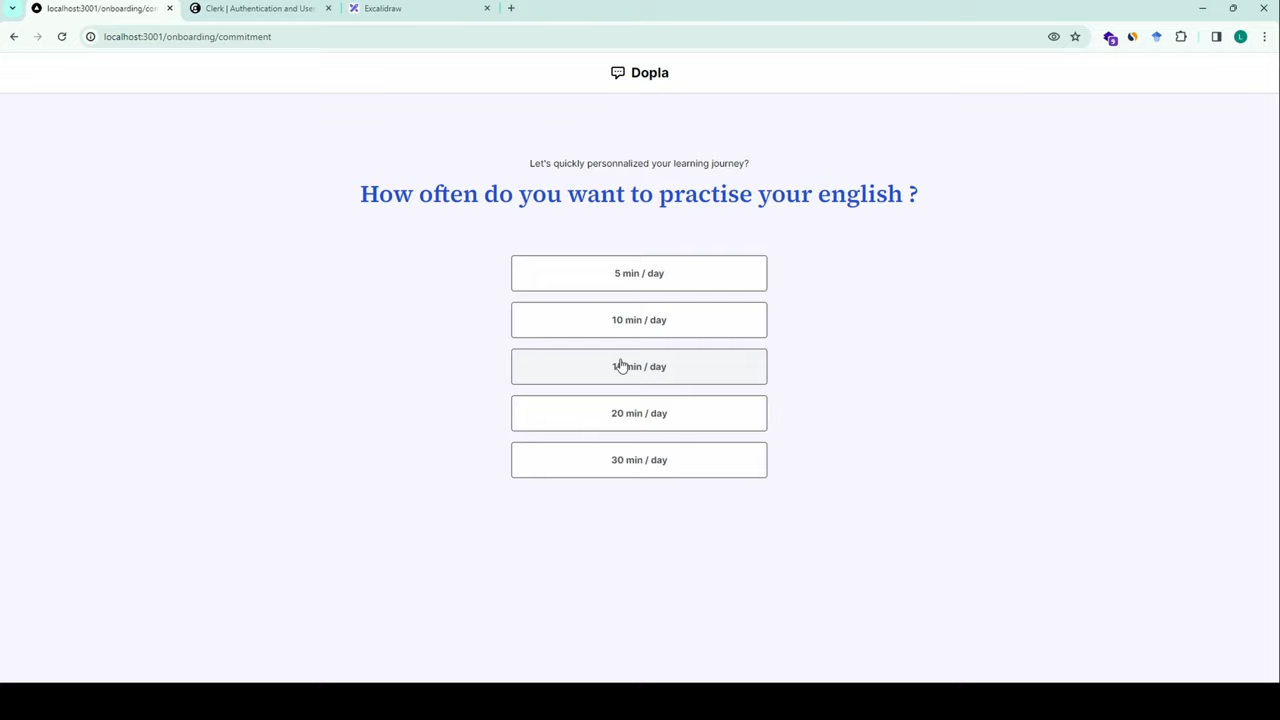 localhost:3001/onboarding/co
Clerk | Authentication and Use
Excalidraw
localhost:3001/onboarding/commitment
L
Dopla
Let's quickly personnalized your learning journey?
How often do you want to practise your english ?
5 min / day
10 min / day
min / day
20 min / day
30 min / day